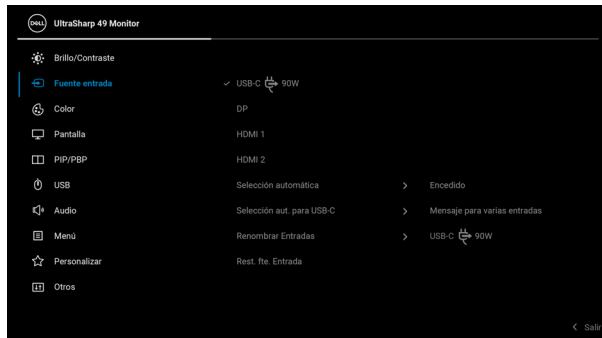 DELL UltraSharp 49 Monitor
Brillo/Contraste
Fuente entrada ✓ USB-C 90W
Color DP
Pantalla HDMI 1
PIP/PBP HDMI 2
USB Selección automática > Encedido
Audio Selección aut. para USB-C > Mensaje para varias entradas
Menú Renombrar Entradas > USB-C 90W
Personalizar Rest. fte. Entrada
Otros
< Salir